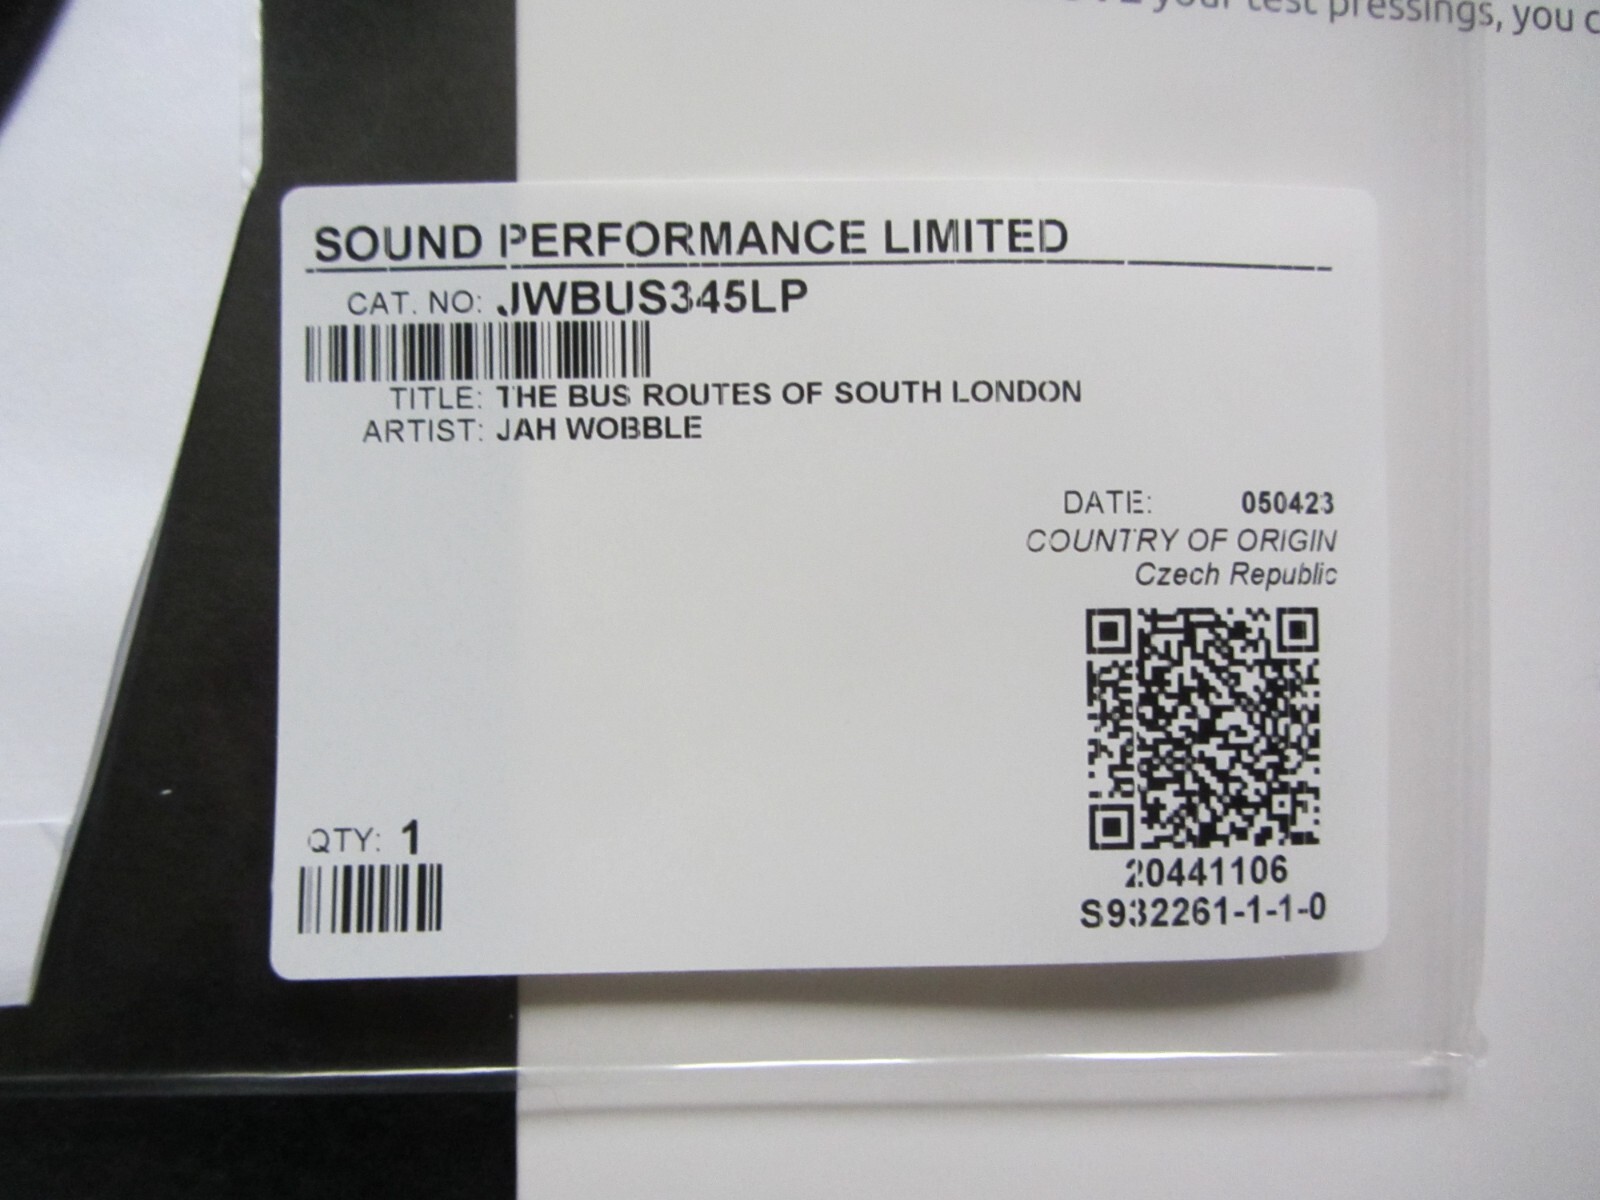 your test pressings, you
SOUND PERFORMANCE LIMITED
CAT. NO: JWBUS345LP
TITLE: THE BUS ROUTES OF SOUTH LONDON
ARTIST: JAH WOBBLE
DATE: 050423
COUNTRY OF ORIGIN
Czech Republic
QTY: 1
20441106
S932261-1-1-0